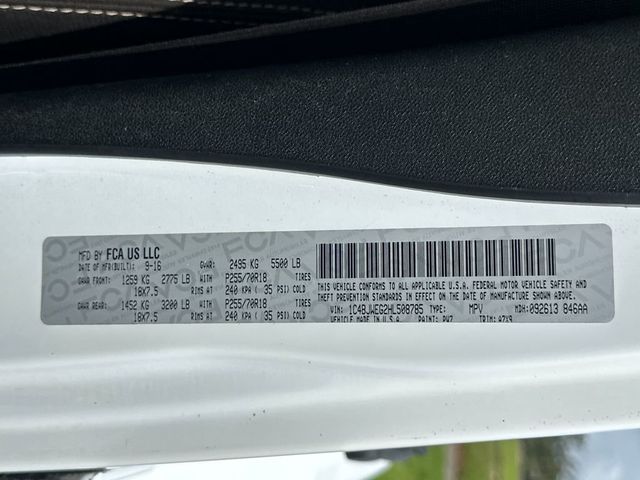 MFD BY FCA US LLC
DATE OF MFR(BUILT): 9-16 GVWR: 2495 KG 5500 LB
GAWR FRONT: 1259 KG 2775 LB WITH P255/70R18 TIRES
18X7.5 RIMS AT 240 KPA ( 35 PSI) COLD
GAWR REAR: 1452 KG 3200 LB WITH P255/70R18 TIRES
18X7.5 RIMS AT 240 KPA ( 35 PSI) COLD
THIS VEHICLE CONFORMS TO ALL APPLICABLE U.S.A. FEDERAL MOTOR VEHICLE SAFETY AND
THEFT PREVENTION STANDARDS IN EFFECT ON THE DATE OF MANUFACTURE SHOWN ABOVE.
VIN: 1C4BJWEG2HL508785 TYPE: MPV MDH: 092613 846AA
VEHICLE MADE IN U.S.A. PAINT: PW7 TRIM: A7X9